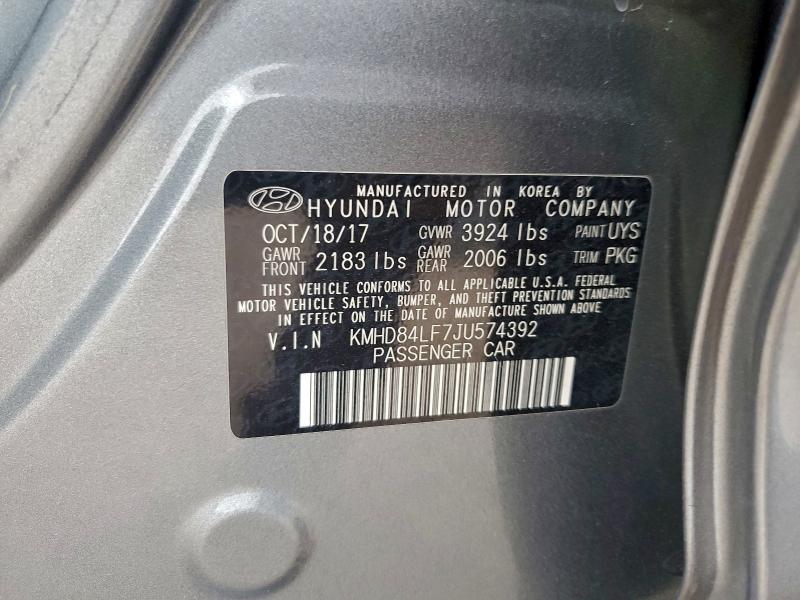 MANUFACTURED IN KOREA BY
HYUNDAI MOTOR COMPANY
OCT/18/17 GVWR 3924 lbs PAINT UYS
GAWR FRONT 2183 lbs GAWR REAR 2006 lbs TRIM PKG
THIS VEHICLE CONFORMS TO ALL APPLICABLE U.S.A. FEDERAL
MOTOR VEHICLE SAFETY, BUMPER, AND THEFT PREVENTION STANDARDS
IN EFFECT ON THE DATE OF MANUFACTURE SHOWN ABOVE
V.I.N KMHD84LF7JU574392
PASSENGER CAR